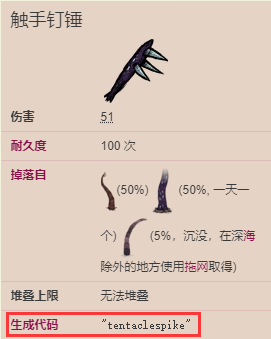 触手钉锤
伤害 51
耐久度 100 次
掉落自 (50%) (50%, 一天一
个) (5%，沉没，在深海
除外的地方使用拖网取得)
堆叠上限 无法堆叠
生成代码 "tentaclespike"